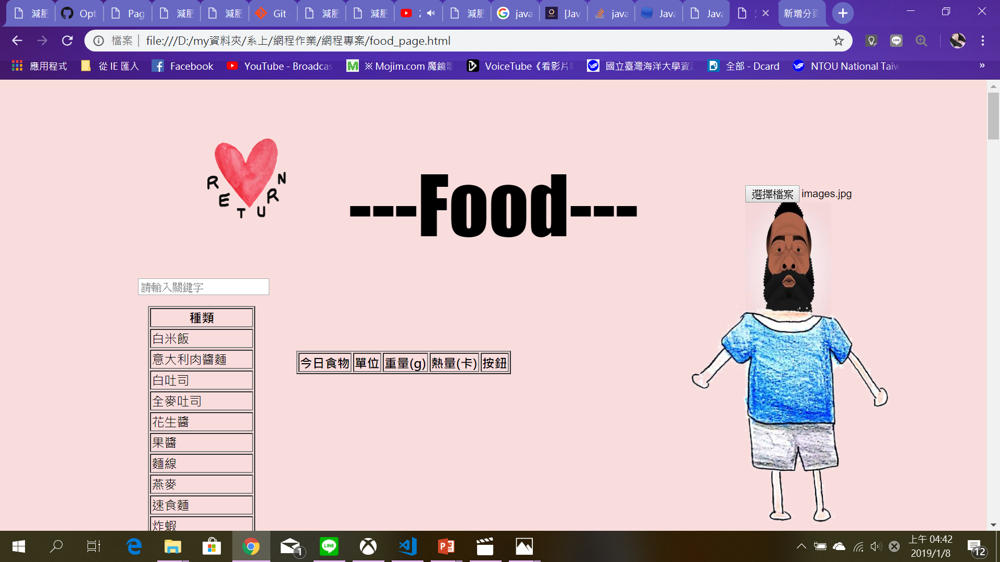 減肥
Opt
Pag
減肥
減肥
Git -
減肥
減肥
減肥
java
[Jav
java
Java
Java
新增分頁
檔案
file:///D:/my資料夾/系上/網程作業/網程專案/food_page.html
應用程式
從 IE 匯入
Facebook
YouTube - Broadcas
※ Mojim.com 魔鏡歌
VoiceTube《看影片學
國立臺灣海洋大學資訊
全部 - Dcard
NTOU National Taiw
»
RETURN
---Food---
選擇檔案 images.jpg
請輸入關鍵字
種類
白米飯
意大利肉醬麵
白吐司
全麥吐司
花生醬
果醬
麵線
燕麥
速食麵
炸蝦
今日食物 單位 重量(g) 熱量(卡) 按鈕
1
LINE
上午 04:42
2019/1/8
12